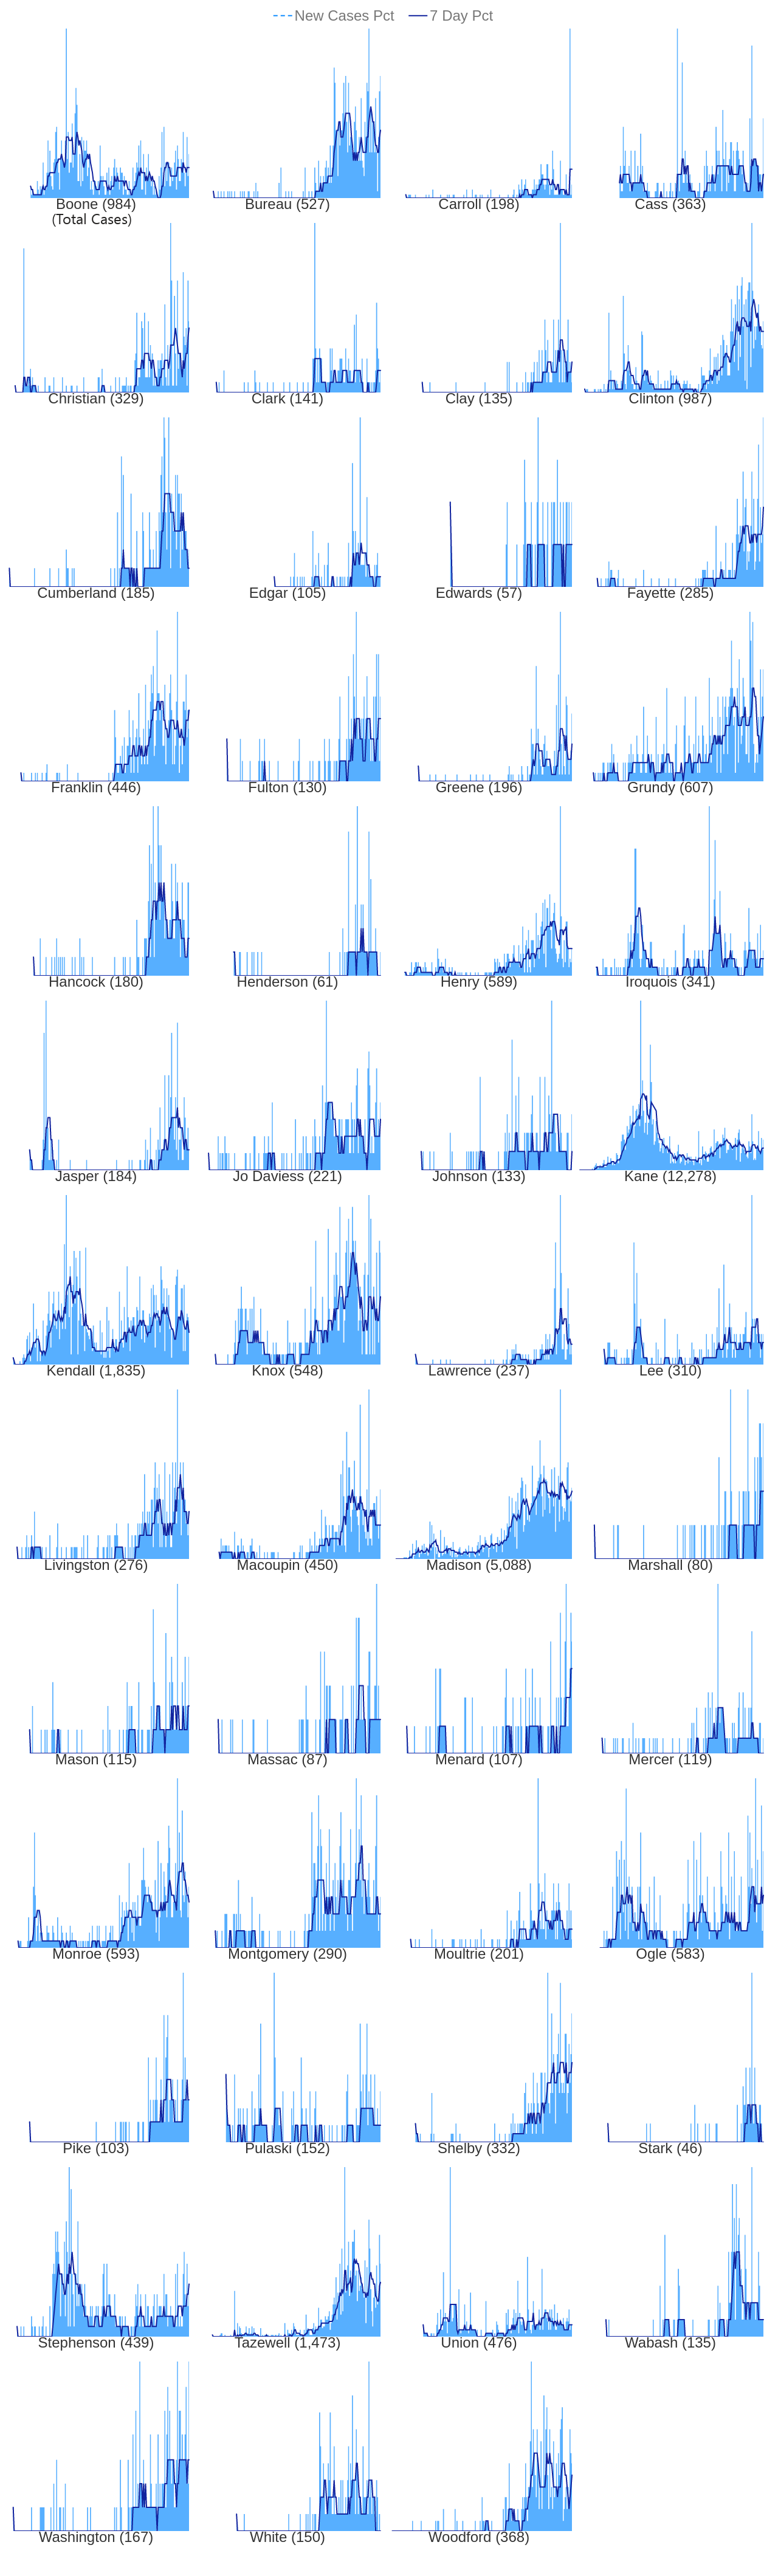 New Cases Pct 7 Day Pct
Boone (984) Bureau (527) Carroll (198) Cass (363)
(Total Cases)
Christian (329) Clark (141) Clay (135) Clinton (987)
Cumberland (185) Edgar (105) Edwards (57) Fayette (285)
Franklin (446) Fulton (130) Greene (196) Grundy (607)
Hancock (180) Henderson (61) Henry (589) Iroquois (341)
Jasper (184) Jo Daviess (221) Johnson (133) Kane (12,278)
Kendall (1,835) Knox (548) Lawrence (237) Lee (310)
Livingston (276) Macoupin (450) Madison (5,088) Marshall (80)
Mason (115) Massac (87) Menard (107) Mercer (119)
Monroe (593) Montgomery (290) Moultrie (201) Ogle (583)
Pike (103) Pulaski (152) Shelby (332) Stark (46)
Stephenson (439) Tazewell (1,473) Union (476) Wabash (135)
Washington (167) White (150) Woodford (368)